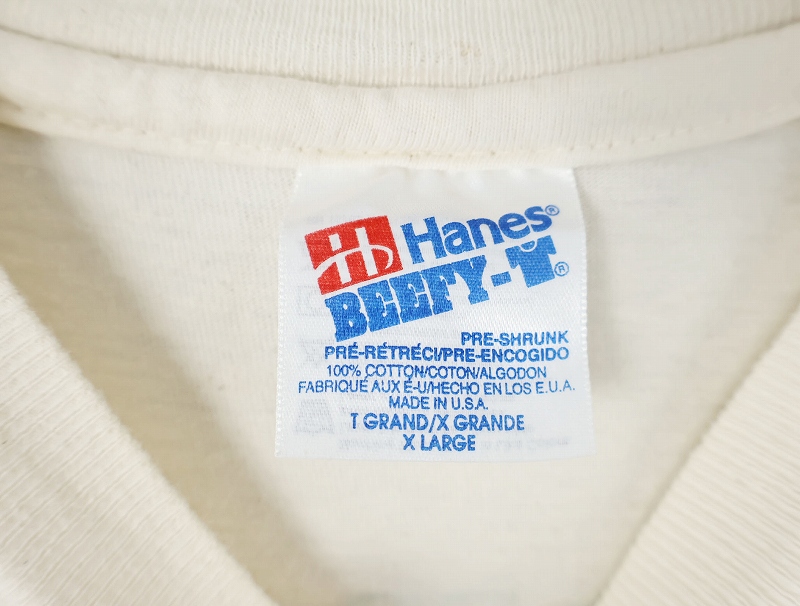 Hanes®
BEEFY-T®
PRE-SHRUNK
PRÉ-RÉTRÉCI/PRE-ENCOGIDO
100% COTTON/COTON/ALGODON
FABRIQUÉ AUX É-U/HECHO EN LOS E.U.A.
MADE IN U.S.A.
T GRAND/X GRANDE
X LARGE